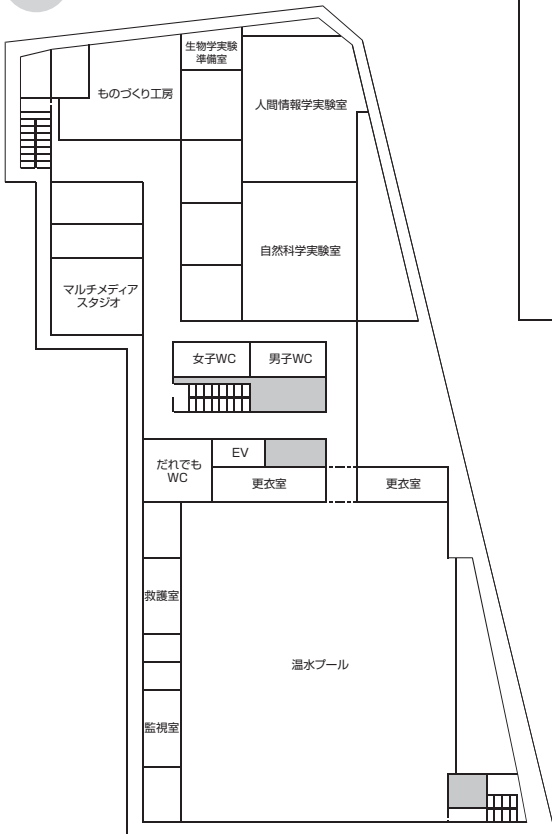 生物学実験
準備室
ものづくり工房
人間情報学実験室
自然科学実験室
マルチメディア
スタジオ
女子WC
男子WC
だれでも
WC
EV
更衣室
更衣室
救護室
温水プール
監視室